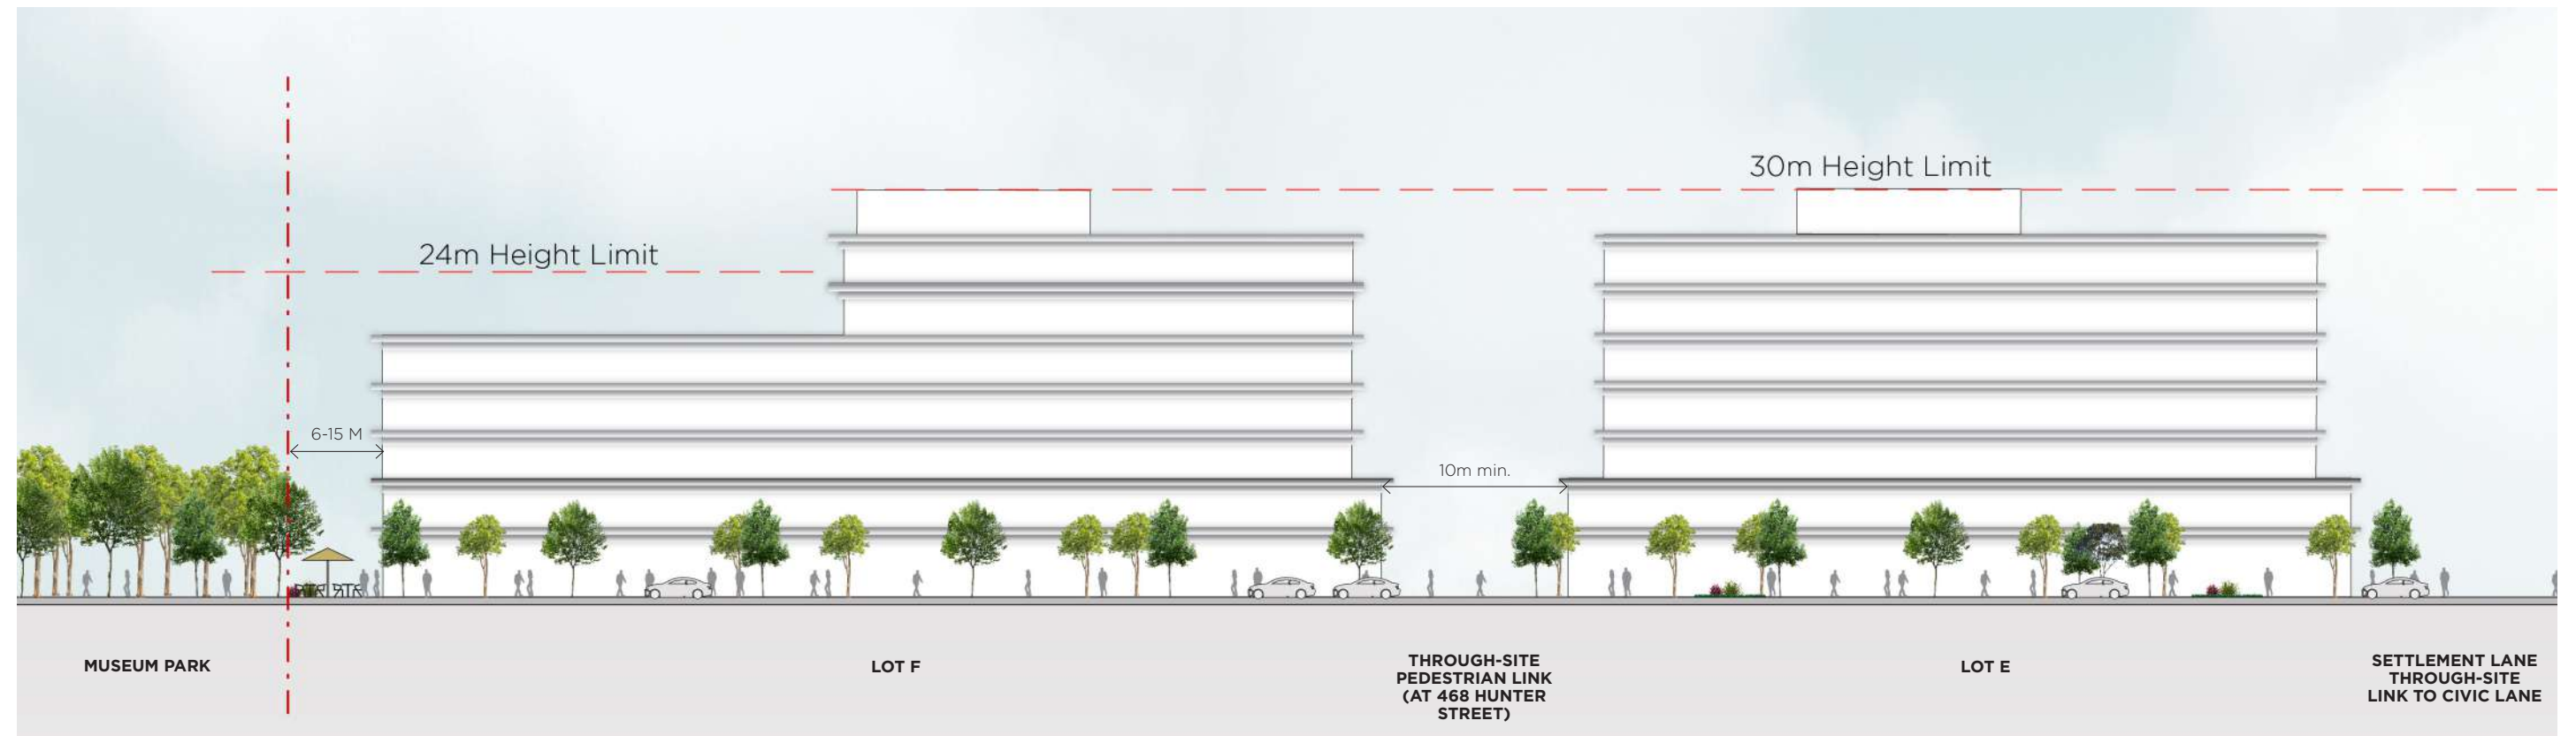 30m Height Limit
24m Height Limit
6-15 M
10m min.
MUSEUM PARK
LOT F
THROUGH-SITE
PEDESTRIAN LINK
(AT 468 HUNTER
STREET)
LOT E
SETTLEMENT LANE
THROUGH-SITE
LINK TO CIVIC LANE